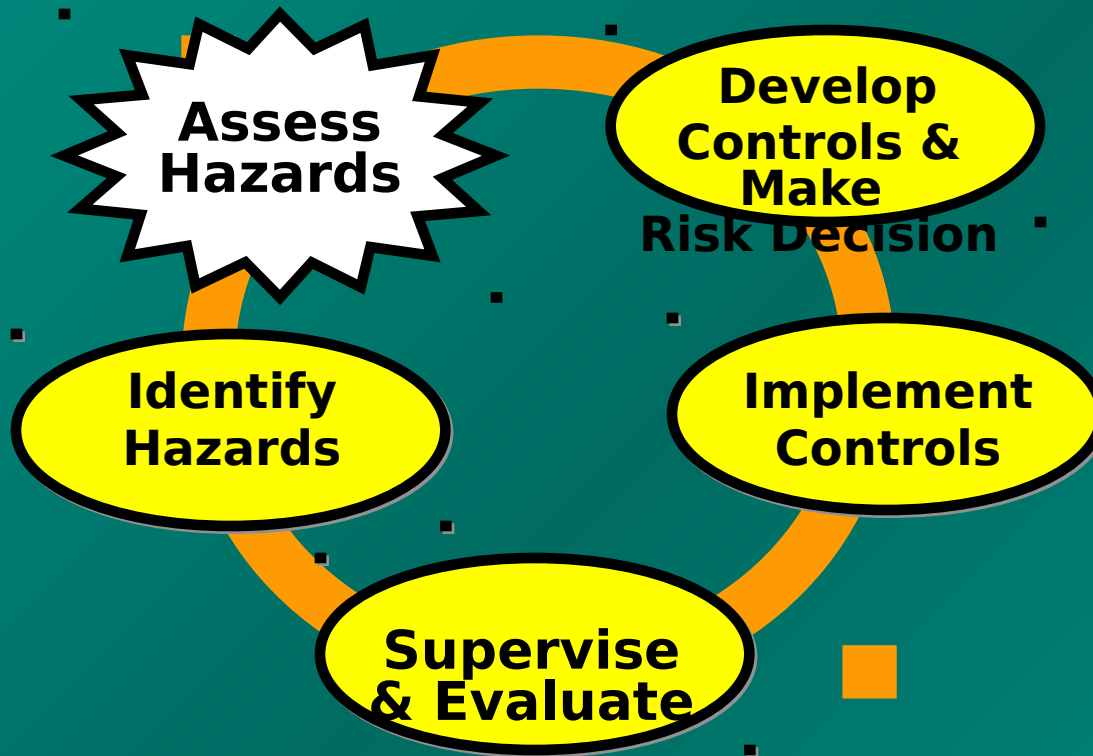 Assess
Hazards
Develop
Controls &
Make
Risk Decision
Identify
Hazards
Implement
Controls
Supervise
& Evaluate